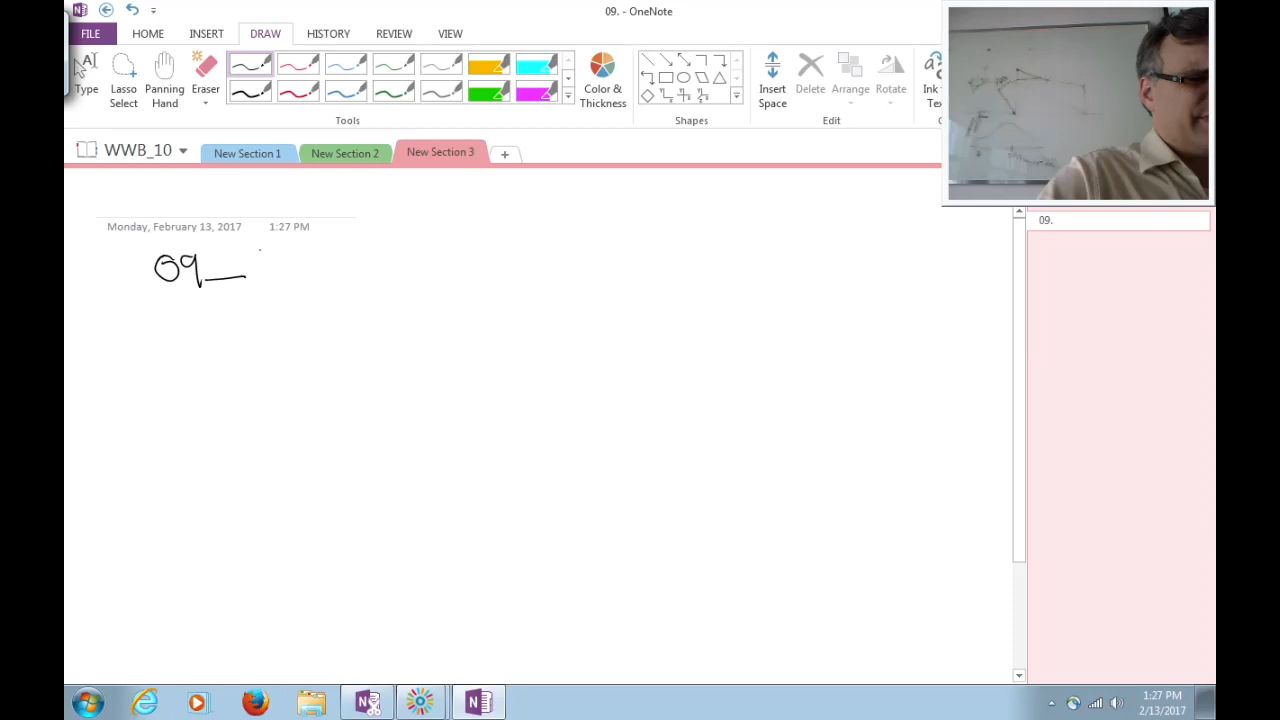 09. - OneNote
FILE HOME INSERT DRAW HISTORY REVIEW VIEW
Type
Lasso Select
Panning Hand
Eraser
Color & Thickness
Insert Space
Delete
Arrange
Rotate
Ink to
Tools Shapes Edit
WWB_10 New Section 1 New Section 2 New Section 3
Monday, February 13, 2017 1:27 PM
09_
09.
1:27 PM
2/13/2017